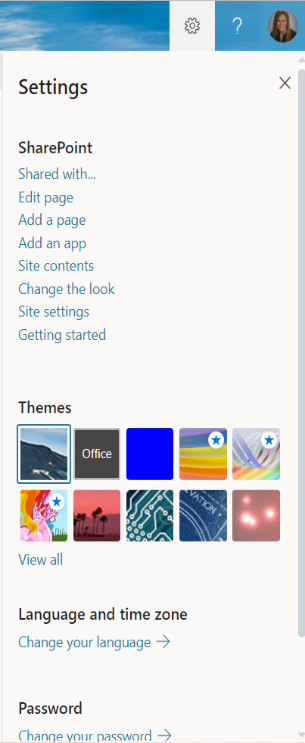 ?
Settings
SharePoint
Shared with...
Edit page
Add a page
Add an app
Site contents
Change the look
Site settings
Getting started
Themes
Office
VATION
View all
Language and time zone
Change your language →
Password
Change your password →